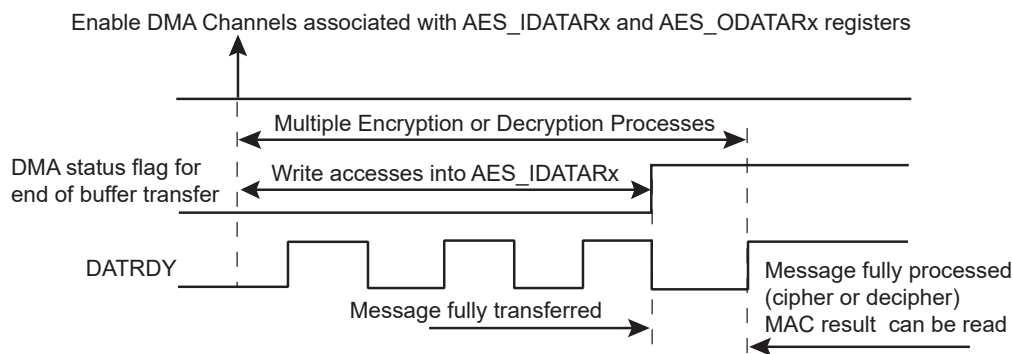 Enable DMA Channels associated with AES_IDATARx and AES_ODATARx registers
Multiple Encryption or Decryption Processes
DMA status flag for
end of buffer transfer
Write accesses into AES_IDATARx
DATRDY
Message fully transferred
Message fully processed
(cipher or decipher)
MAC result can be read